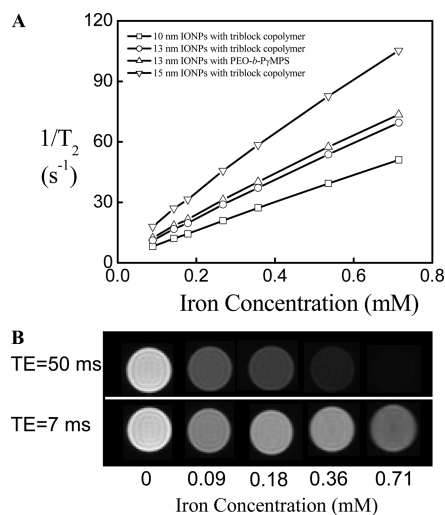 A
10 nm IONPs with triblock copolymer
13 nm IONPs with triblock copolymer
13 nm IONPs with PEO-b-PγMPS
15 nm IONPs with triblock copolymer
120
90
60
30
0
1/T2
(s-1)
0.0 0.2 0.4 0.6 0.8
Iron Concentration (mM)
B
TE=50 ms
TE=7 ms
0 0.09 0.18 0.36 0.71
Iron Concentration (mM)